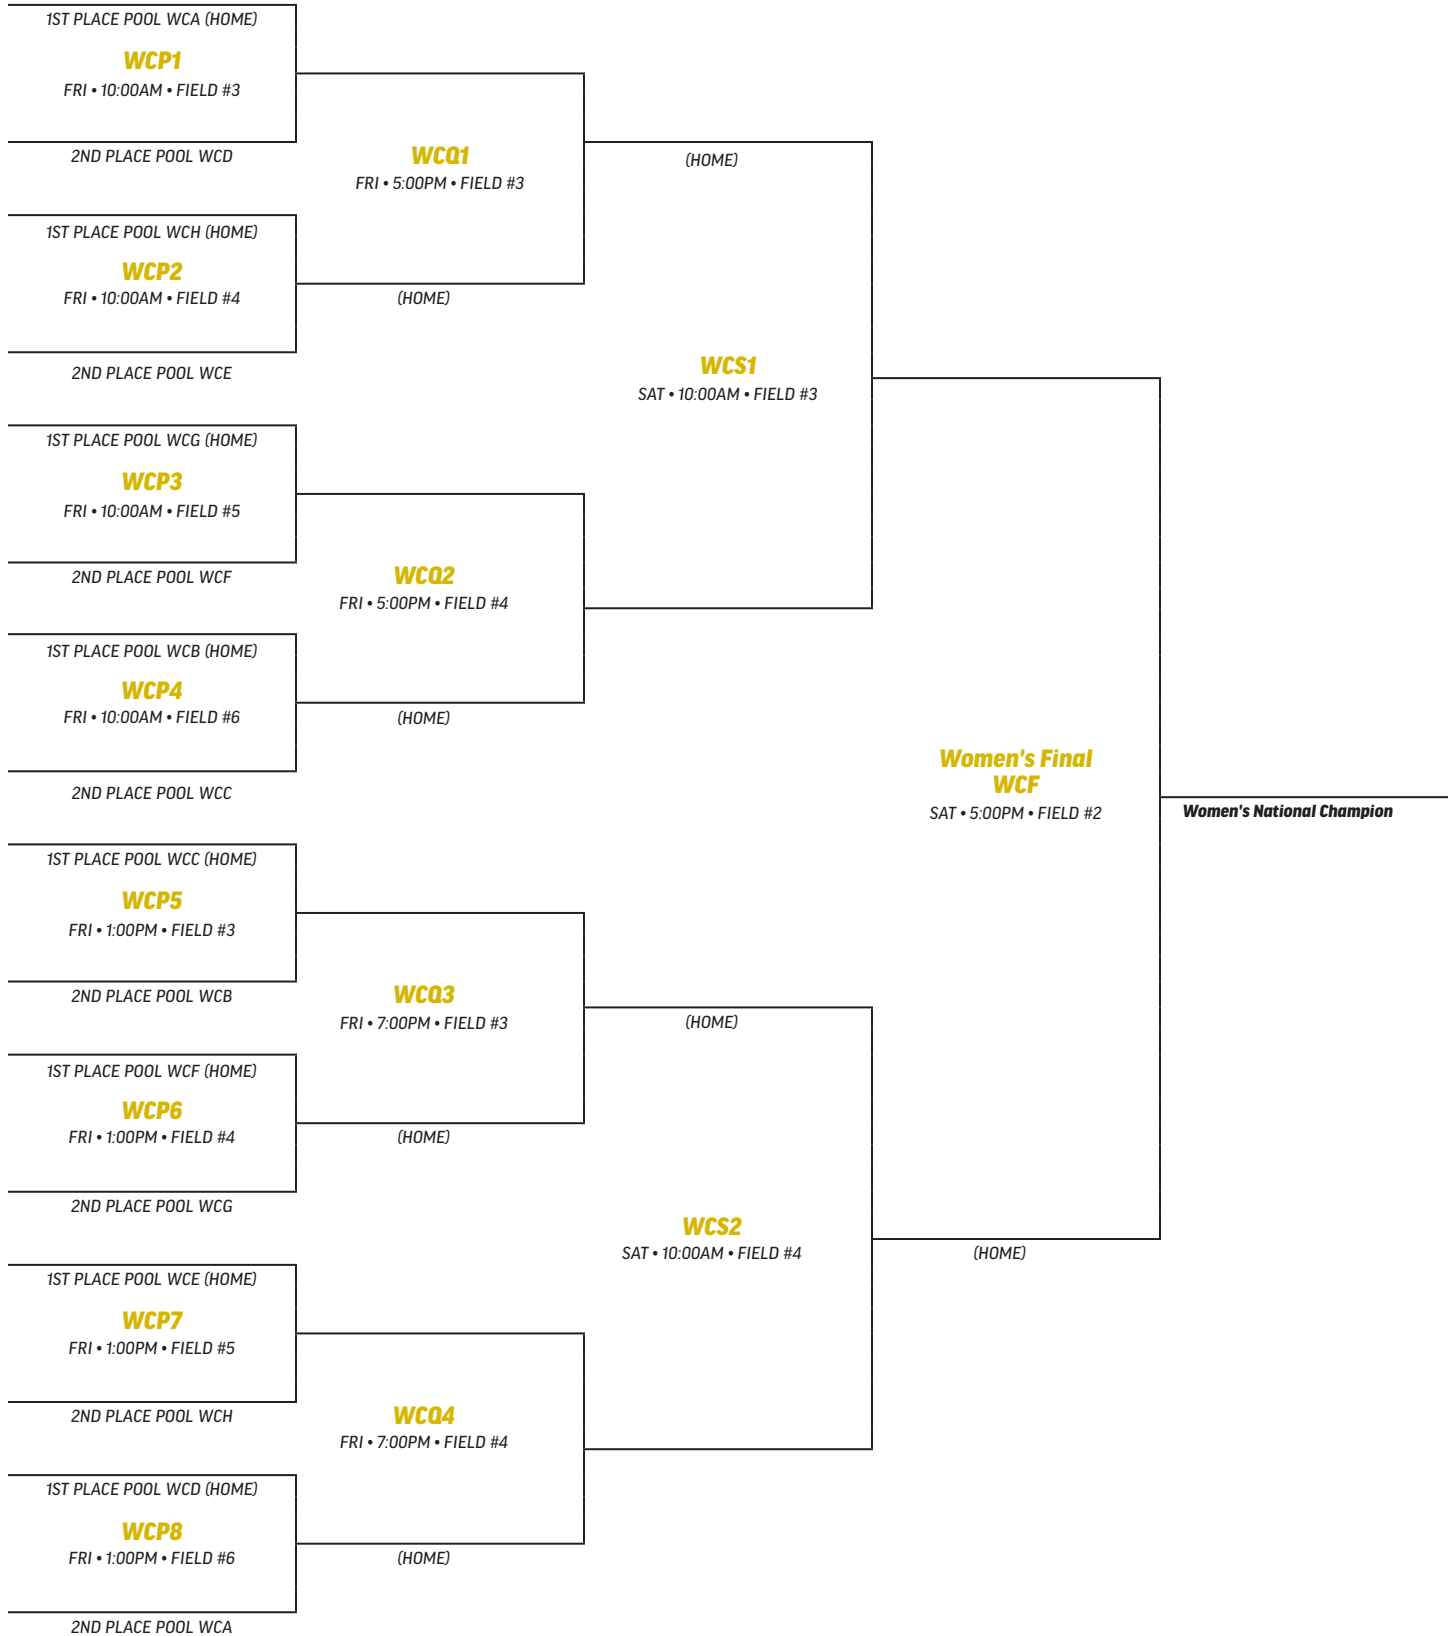 1ST PLACE POOL WCA (HOME)
WCP1
FRI • 10:00AM • FIELD #3
2ND PLACE POOL WCD
WCQ1
FRI • 5:00PM • FIELD #3
(HOME)
1ST PLACE POOL WCH (HOME)
WCP2
FRI • 10:00AM • FIELD #4
(HOME)
2ND PLACE POOL WCE
WCS1
SAT • 10:00AM • FIELD #3
1ST PLACE POOL WCG (HOME)
WCP3
FRI • 10:00AM • FIELD #5
2ND PLACE POOL WCF
WCQ2
FRI • 5:00PM • FIELD #4
1ST PLACE POOL WCB (HOME)
WCP4
FRI • 10:00AM • FIELD #6
(HOME)
2ND PLACE POOL WCC
Women's Final
WCF
SAT • 5:00PM • FIELD #2
Women's National Champion
1ST PLACE POOL WCC (HOME)
WCP5
FRI • 1:00PM • FIELD #3
2ND PLACE POOL WCB
WCQ3
FRI • 7:00PM • FIELD #3
(HOME)
1ST PLACE POOL WCF (HOME)
WCP6
FRI • 1:00PM • FIELD #4
(HOME)
2ND PLACE POOL WCG
WCS2
SAT • 10:00AM • FIELD #4
(HOME)
1ST PLACE POOL WCE (HOME)
WCP7
FRI • 1:00PM • FIELD #5
2ND PLACE POOL WCH
WCQ4
FRI • 7:00PM • FIELD #4
1ST PLACE POOL WCD (HOME)
WCP8
FRI • 1:00PM • FIELD #6
(HOME)
2ND PLACE POOL WCA